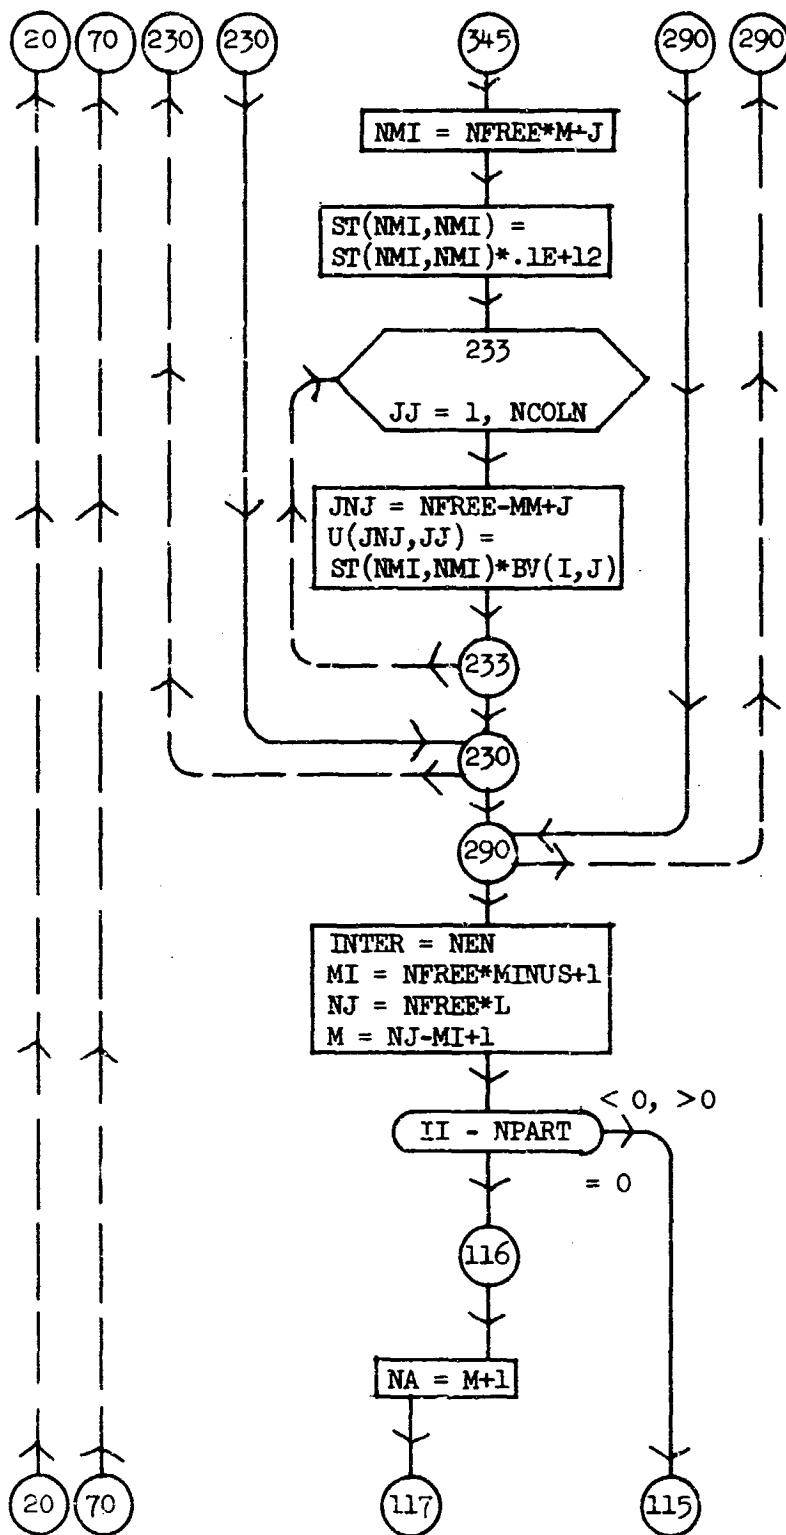 20 70 230 230 345 290 290
NMI = NFREE*M+J
ST(NMI,NMI) =
ST(NMI,NMI)*.1E+12
233
JJ = 1, NCOLN
JNJ = NFREE-MM+J
U(JNJ,JJ) =
ST(NMI,NMI)*BV(I,J)
233
230
290
INTER = NEN
MI = NFREE*MINUS+1
NJ = NFREE*L
M = NJ-MI+1
< 0, >0
II - NPART
= 0
116
NA = M+1
20 70 117 115